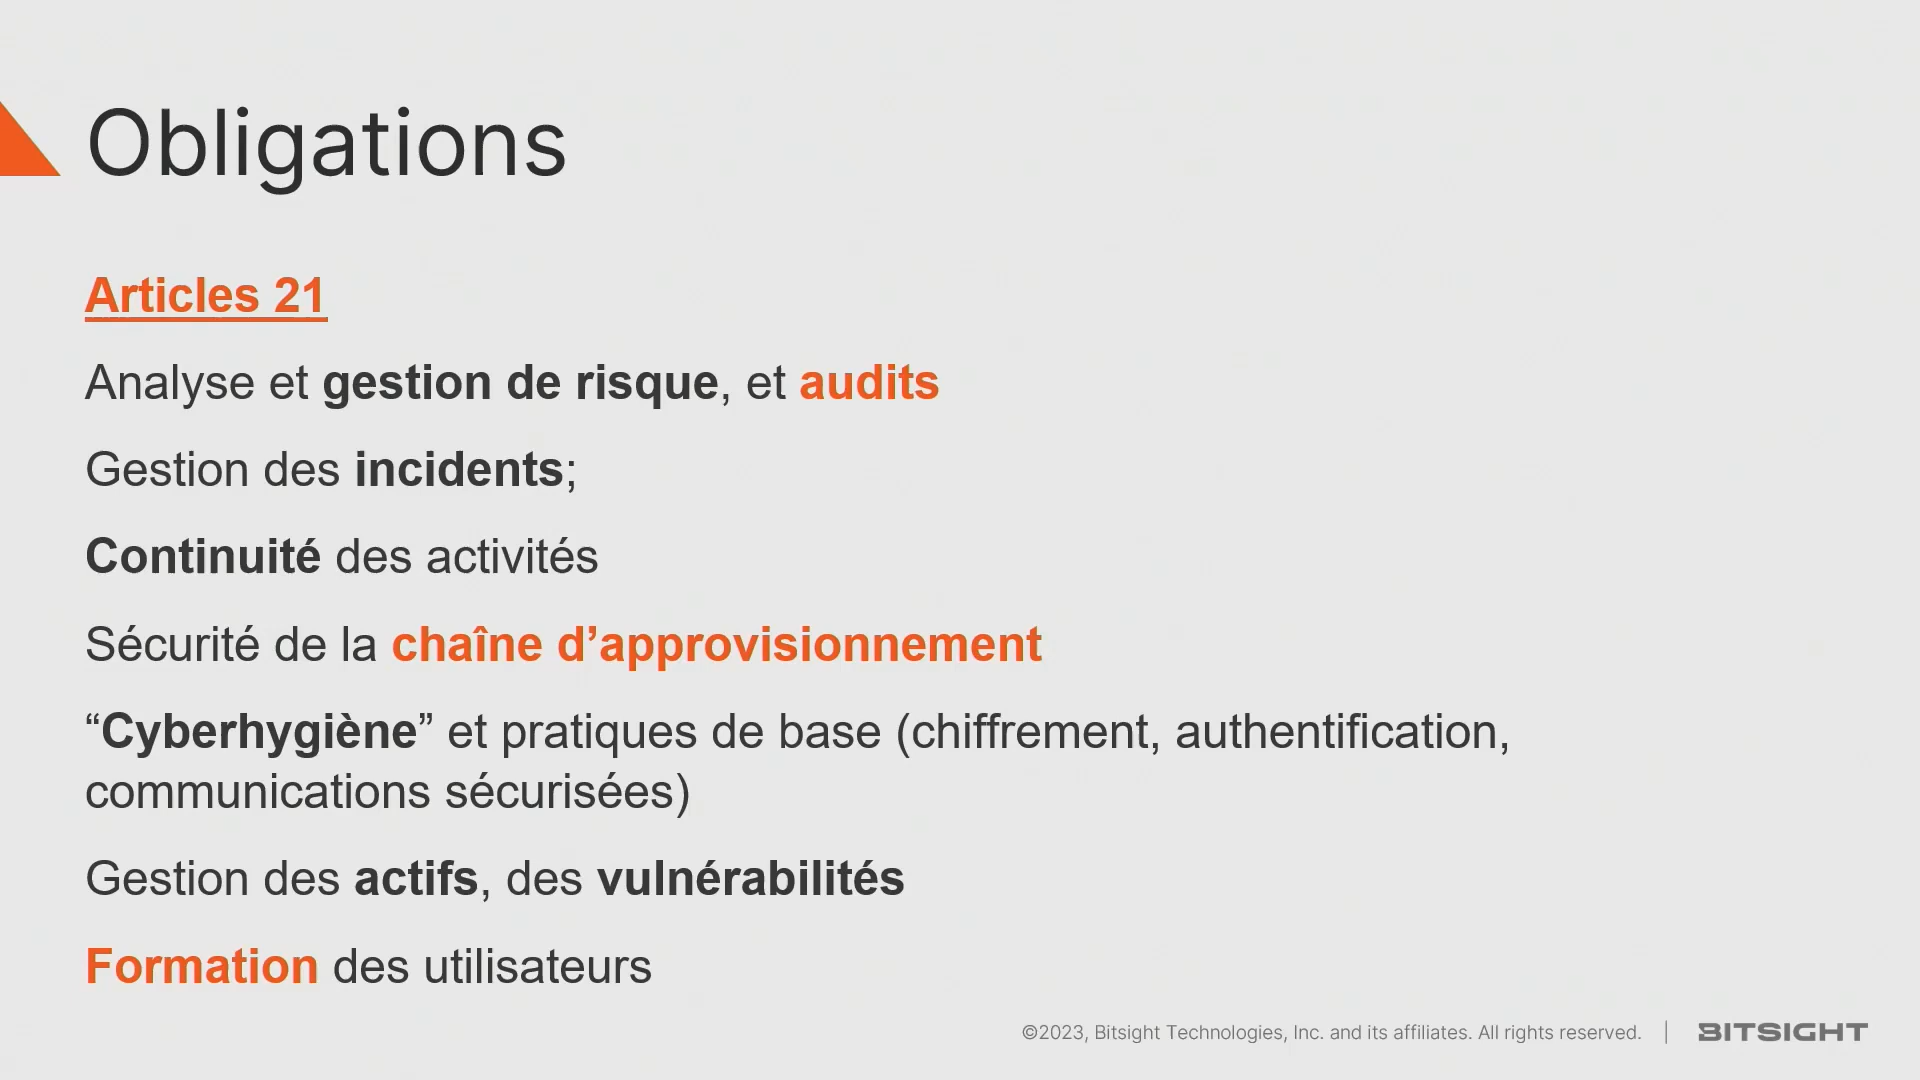 Obligations
Articles 21
Analyse et gestion de risque, et audits
Gestion des incidents;
Continuité des activités
Sécurité de la chaîne d’approvisionnement
“Cyberhygiène” et pratiques de base (chiffrement, authentification,
communications sécurisées)
Gestion des actifs, des vulnérabilités
Formation des utilisateurs
©2023, Bitsight Technologies, Inc. and its affiliates. All rights reserved. | BITSIGHT